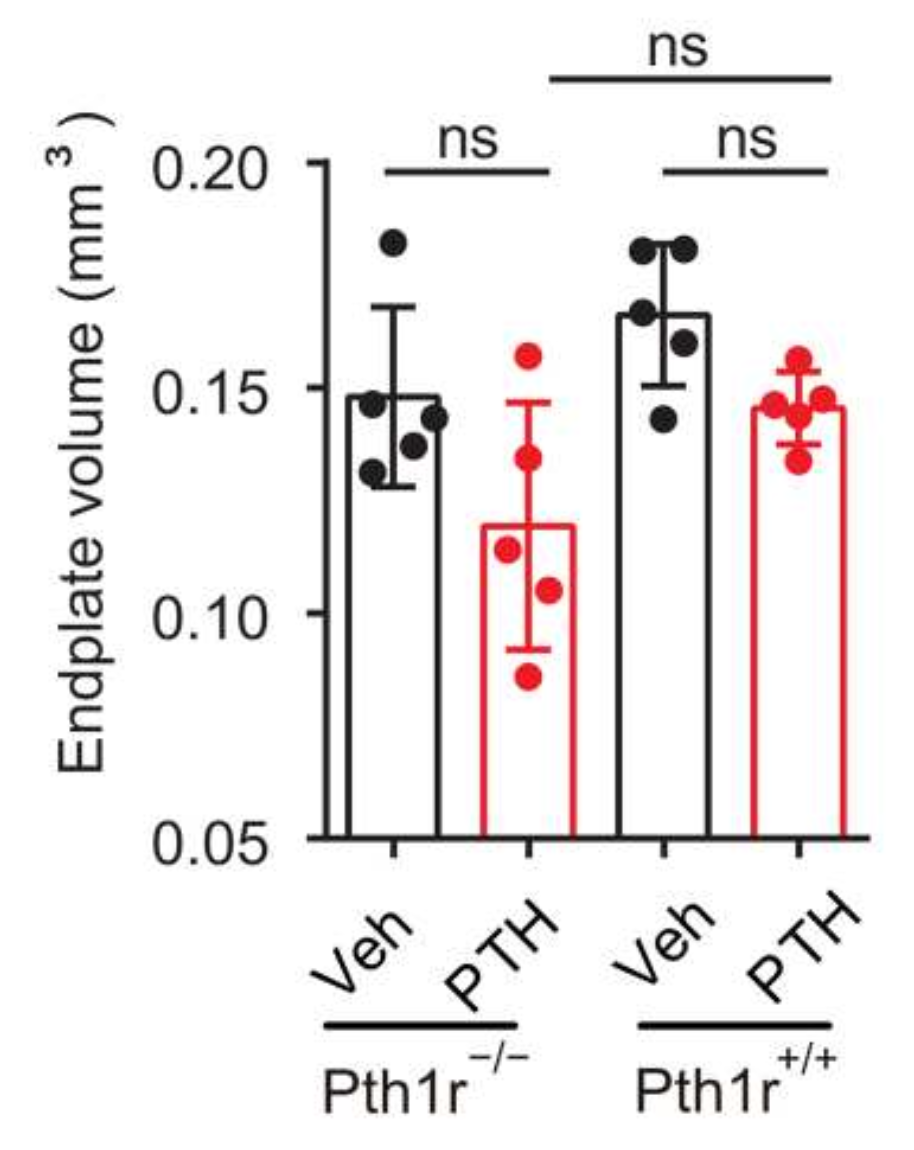 ns
ns ns
Endplate volume (mm³)
0.20
0.15
0.10
0.05
Veh PTH Veh PTH
Pth1r⁻/⁻ Pth1r⁺/⁺